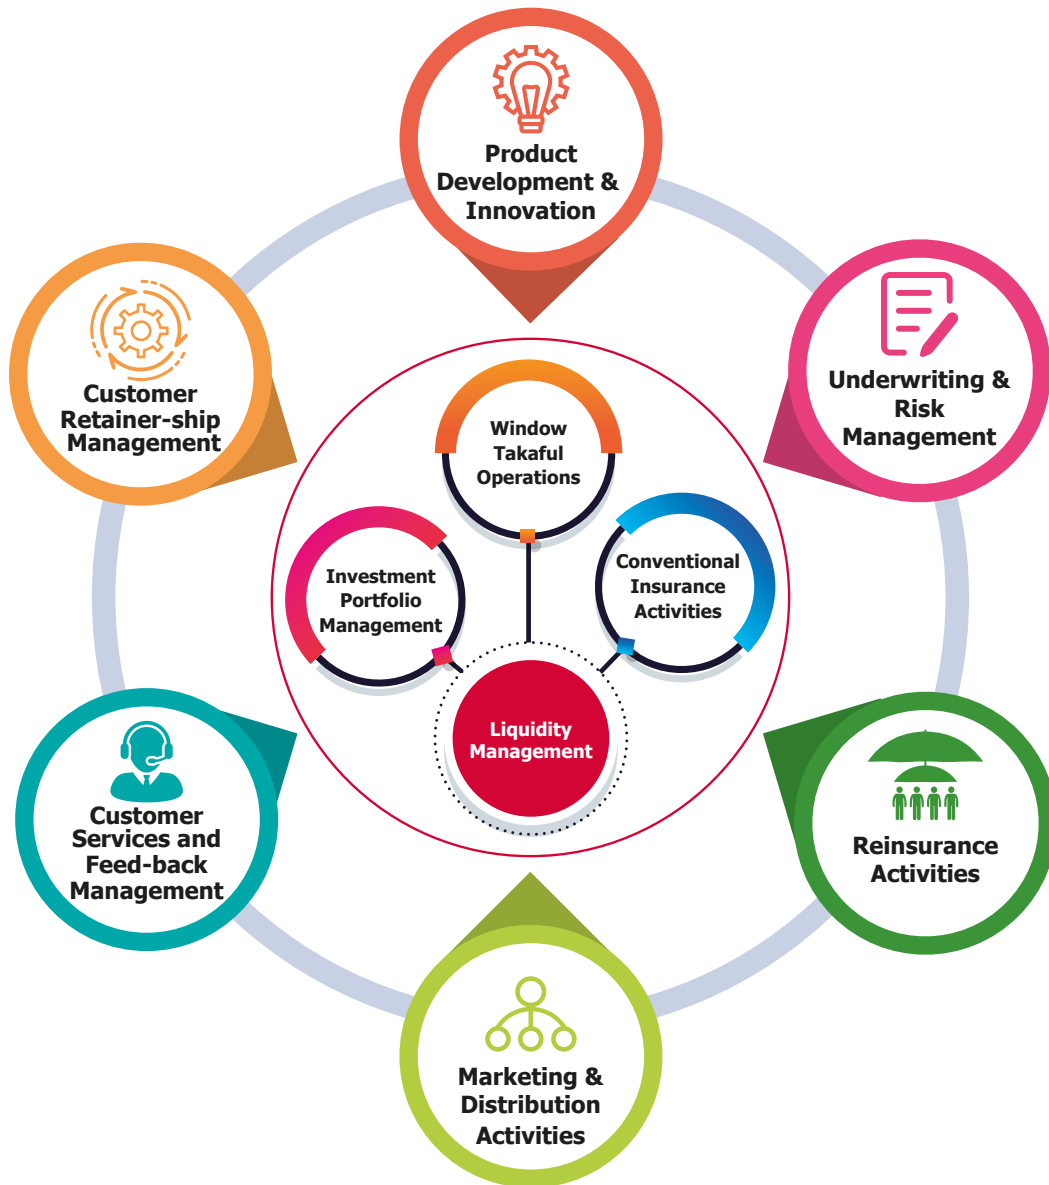 Product
Development &
Innovation
Underwriting &
Risk
Management
Customer
Retainer-ship
Management
Window
Takaful
Operations
Investment
Portfolio
Management
Conventional
Insurance
Activities
Liquidity
Management
Customer
Services and
Feed-back
Management
Reinsurance
Activities
Marketing &
Distribution
Activities